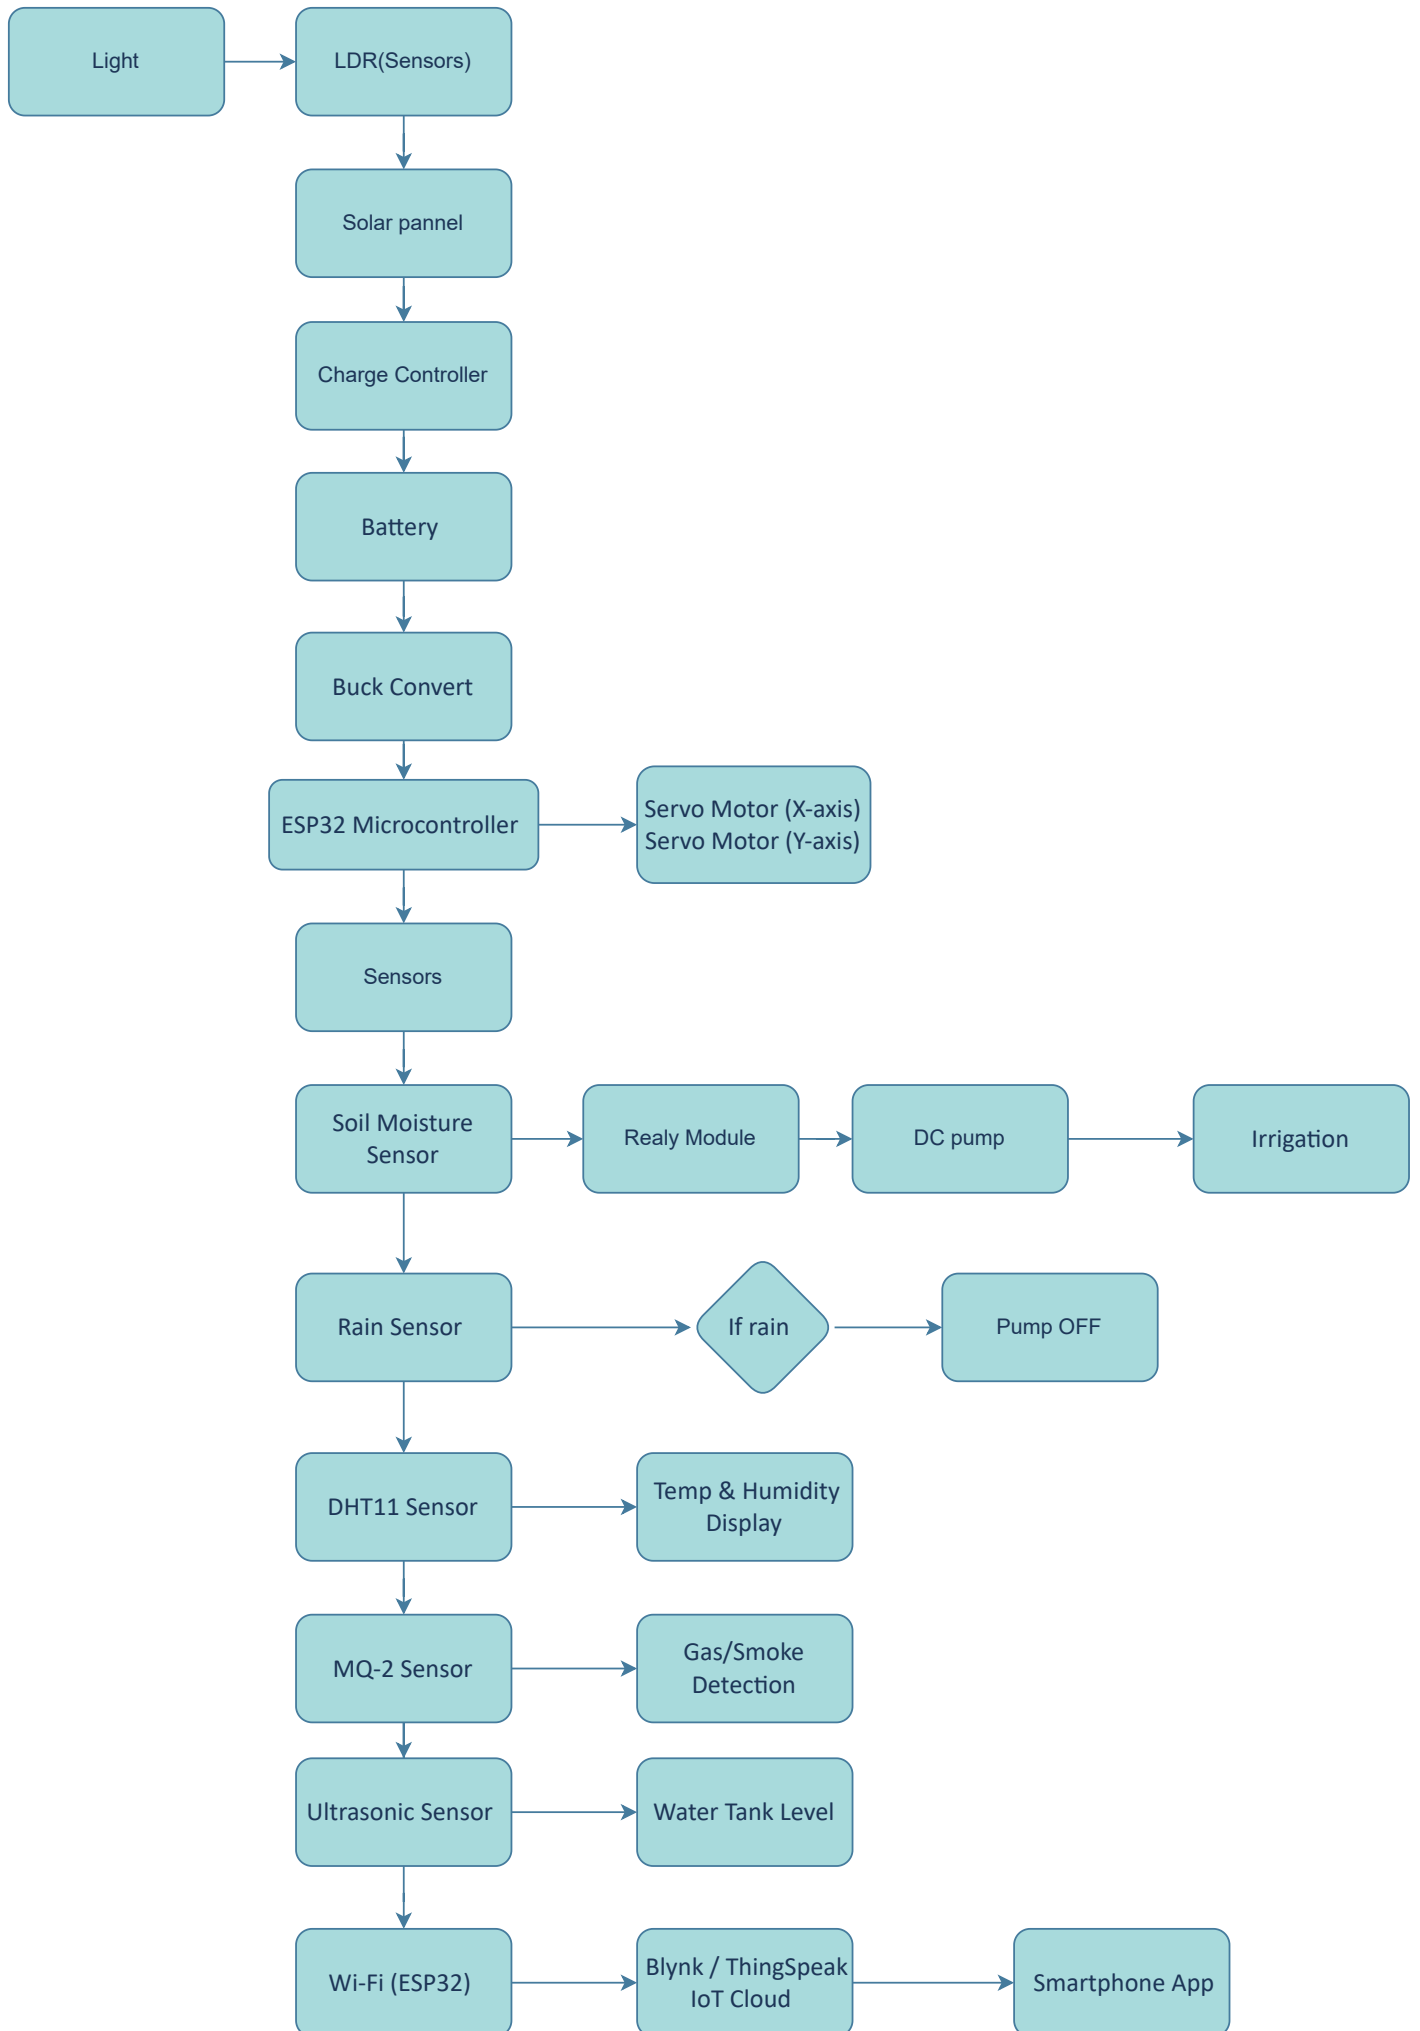 Light
LDR(Sensors)
Solar pannel
Charge Controller
Battery
Buck Convert
ESP32 Microcontroller
Servo Motor (X-axis)
Servo Motor (Y-axis)
Sensors
Soil Moisture
Sensor
Realy Module
DC pump
Irrigation
Rain Sensor
If rain
Pump OFF
DHT11 Sensor
Temp & Humidity
Display
MQ-2 Sensor
Gas/Smoke
Detection
Ultrasonic Sensor
Water Tank Level
Wi-Fi (ESP32)
Blynk / ThingSpeak
IoT Cloud
Smartphone App